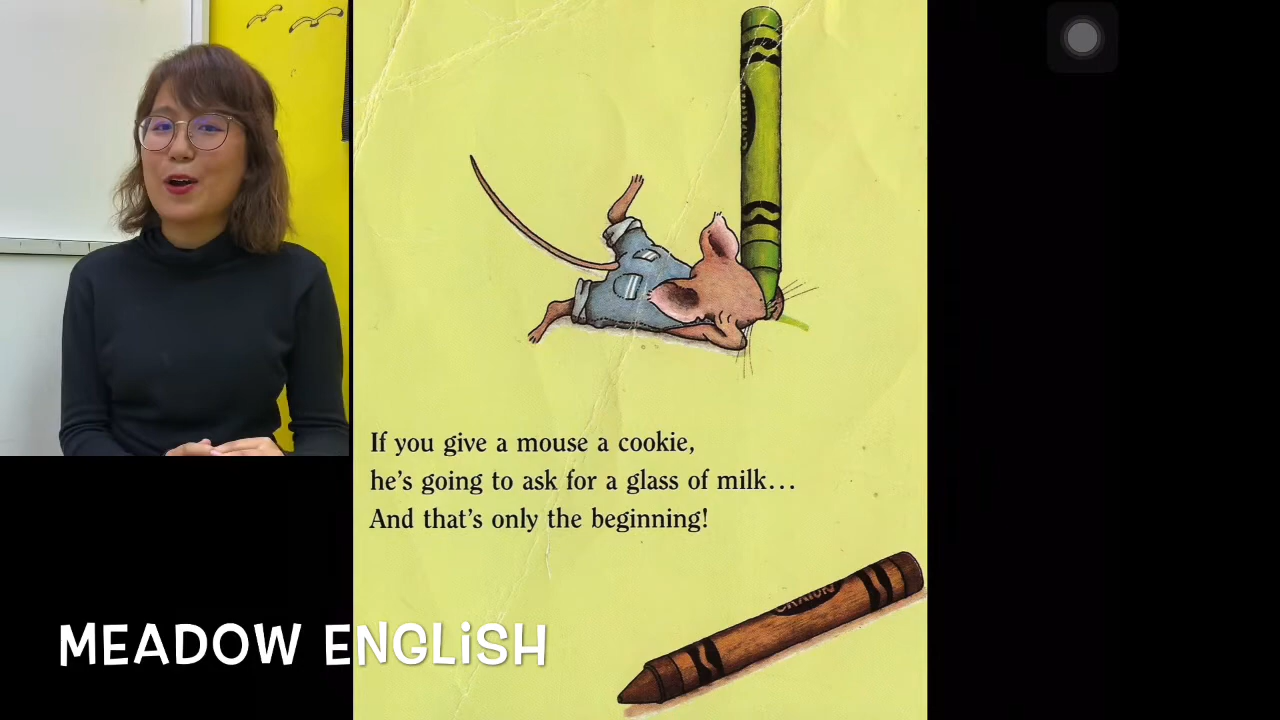 If you give a mouse a cookie,
he's going to ask for a glass of milk...
And that's only the beginning!
CRAYON
MEADOW ENGLISH